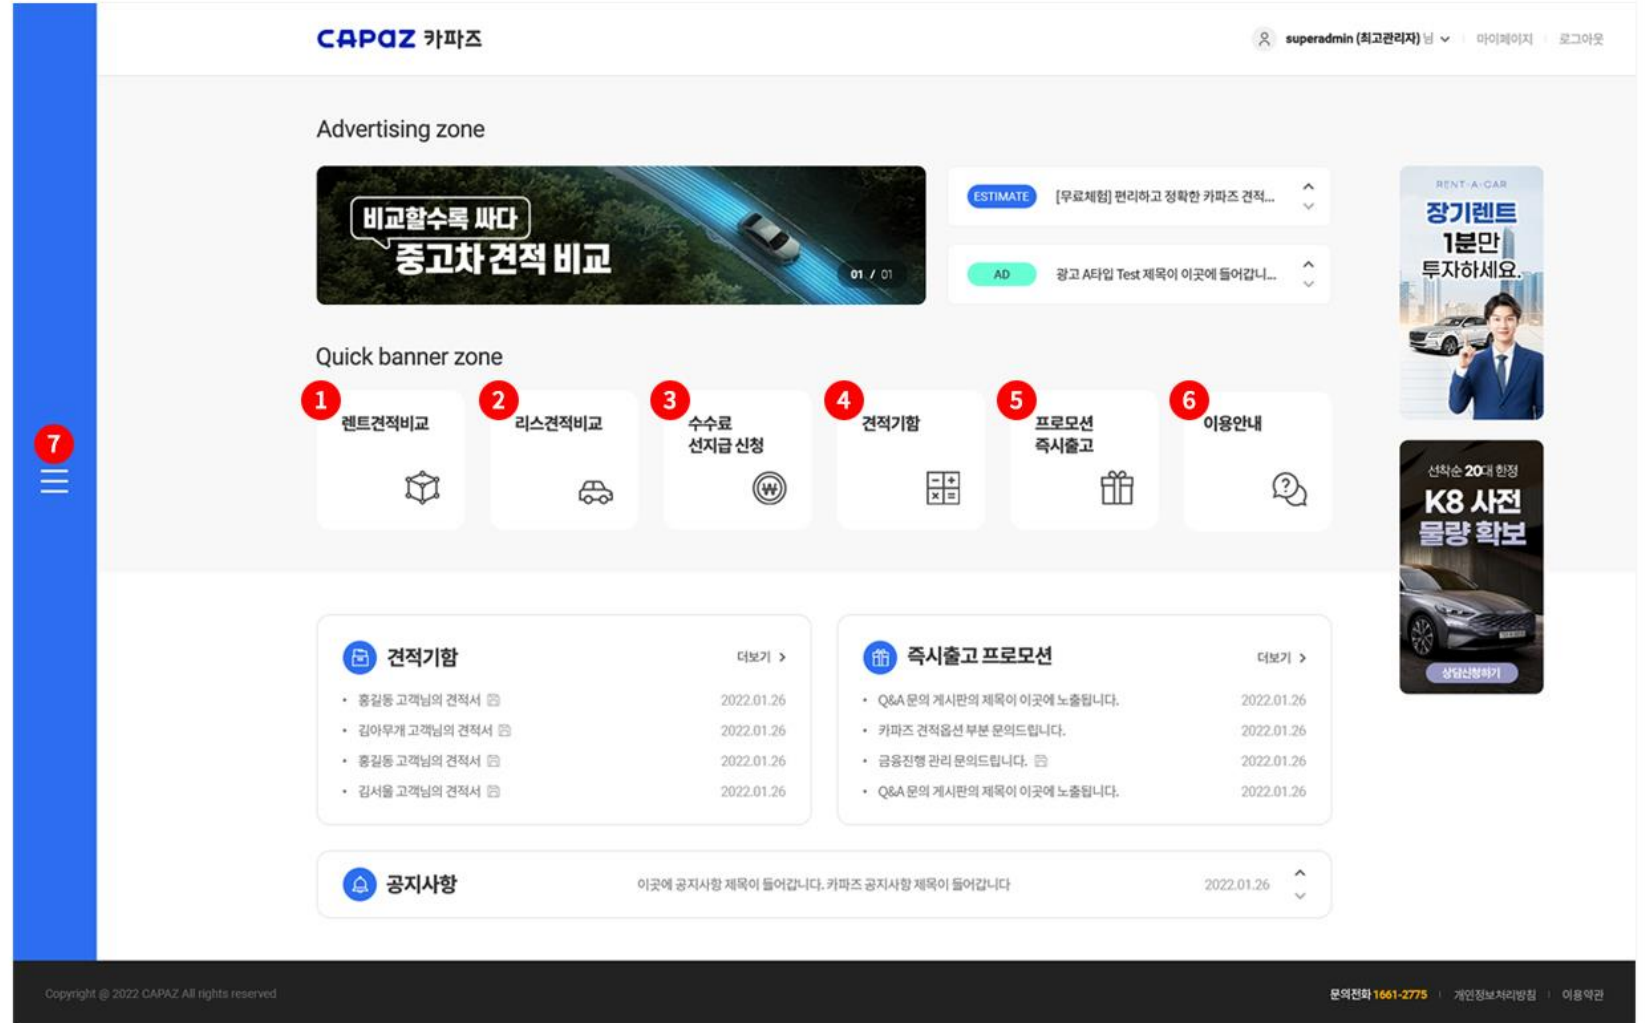 CAPAZ 카파즈
superadmin (최고관리자) 님
마이페이지
로그아웃
Advertising zone
비교할수록 싸다
중고차 견적 비교
01 / 01
ESTIMATE
[무료체험] 편리하고 정확한 카파즈 견적...
AD
광고 A타입 Test 제목이 이곳에 들어갑니...
RENT-A-CAR
장기렌트
1분만
투자하세요.
Quick banner zone
1
렌트견적비교
2
리스견적비교
3
수수료
선지급 신청
4
견적기함
5
프로모션
즉시출고
6
이용안내
7
선착순 20대 한정
K8 사전
물량 확보
상담신청하기
견적기함
더보기
홍길동 고객님의 견적서
2022.01.26
김아무개 고객님의 견적서
2022.01.26
홍길동 고객님의 견적서
2022.01.26
김서울 고객님의 견적서
2022.01.26
즉시출고 프로모션
더보기
Q&A 문의 게시판의 제목이 이곳에 노출됩니다.
2022.01.26
카파즈 견적옵션 부분 문의드립니다.
2022.01.26
금융진행 관리 문의드립니다.
2022.01.26
Q&A 문의 게시판의 제목이 이곳에 노출됩니다.
2022.01.26
공지사항
이곳에 공지사항 제목이 들어갑니다. 카파즈 공지사항 제목이 들어갑니다
2022.01.26
Copyright @ 2022 CAPAZ All rights reserved
문의전화 1661-2775
개인정보처리방침
이용약관